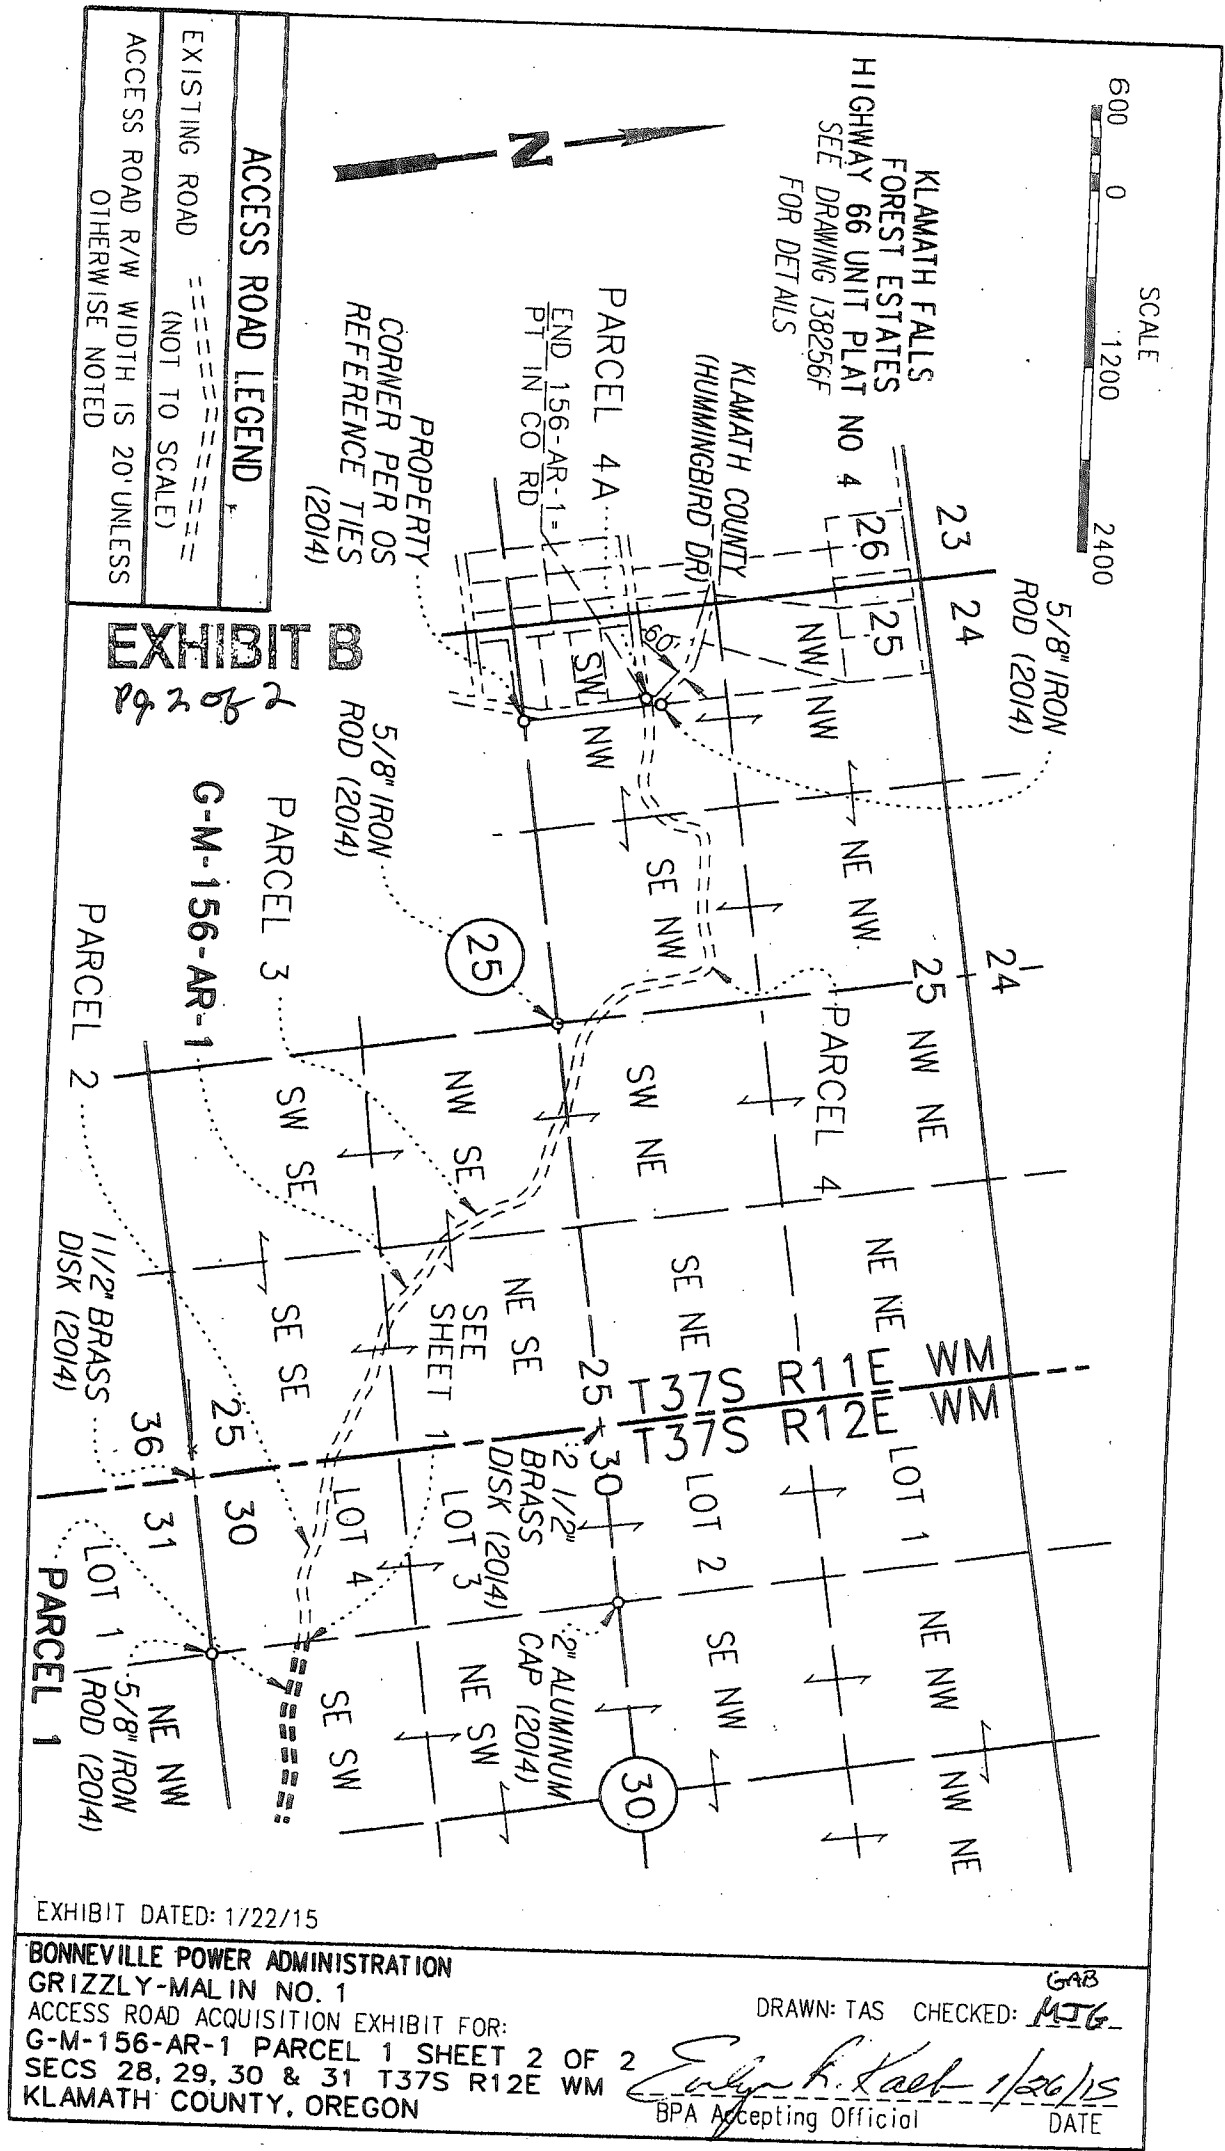 SCALE
600 0 1200 2400
KLAMATH FALLS
FOREST ESTATES
HIGHWAY 66 UNIT PLAT NO 4
SEE DRAWING 138256F
FOR DETAILS
N
5/8" IRON
ROD (2014)
23
24
26
25
KLAMATH COUNTY
(HUMMINGBIRD DR)
PARCEL 4A
END 156-AR-1=
PT IN CO RD
PROPERTY
CORNER PER OS
REFERENCE TIES
(2014)
60'
NW NW
SW
NW
NE NW
SE NW
24
25
NW NE
PARCEL 4
SW NE
NE NE
SE NE
5/8" IRON
ROD (2014)
25
PARCEL 3
G-M-156-AR-1
PARCEL 2
NW SE
SW SE
NE SE
SE SE
SEE
SHEET 1
25
30
T37S R11E WM
T37S R12E WM
2 1/2"
BRASS
DISK (2014)
LOT 1
LOT 2
LOT 3
LOT 4
NE NW
SE NW
NW NE
NE SW
SE SW
2" ALUMINUM
CAP (2014)
30
1 1/2" BRASS
DISK (2014)
25
30
36
31
LOT 1
NE NW
5/8" IRON
ROD (2014)
PARCEL 1
ACCESS ROAD LEGEND
EXISTING ROAD
(NOT TO SCALE)
ACCESS ROAD R/W WIDTH IS 20' UNLESS
OTHERWISE NOTED
EXHIBIT B
pg 2 of 2
EXHIBIT DATED: 1/22/15
BONNEVILLE POWER ADMINISTRATION
GRIZZLY-MALIN NO. 1
ACCESS ROAD ACQUISITION EXHIBIT FOR:
G-M-156-AR-1 PARCEL 1 SHEET 2 OF 2
SECS 28, 29, 30 & 31 T37S R12E WM
KLAMATH COUNTY, OREGON
GAB
DRAWN: TAS CHECKED: MJG
1/26/15
BPA Accepting Official DATE